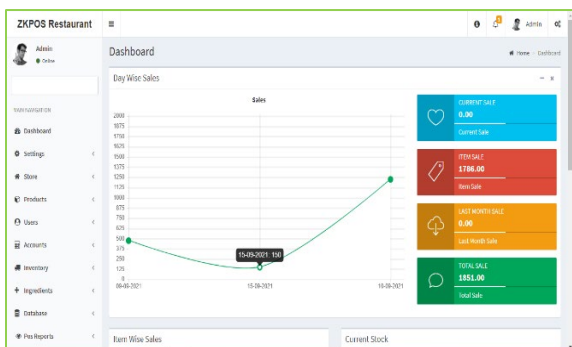 ZKPOS Restaurant
Admin
Admin
Online
Dashboard
Home
Dashboard
MAIN NAVIGATION
Dashboard
Settings
Store
Products
Users
Accounts
Inventory
Ingredients
Database
Pos Reports
Day Wise Sales
Sales
2000
1875
1750
1625
1500
1375
1250
1125
1000
875
750
625
500
375
250
125
0
15-09-2021: 150
09-09-2021
15-09-2021
16-09-2021
CURRENT SALE
0.00
Current Sale
ITEM SALE
1786.00
Item Sale
LAST MONTH SALE
0.00
Last Month Sale
TOTAL SALE
1851.00
Total Sale
Item Wise Sales
Current Stock